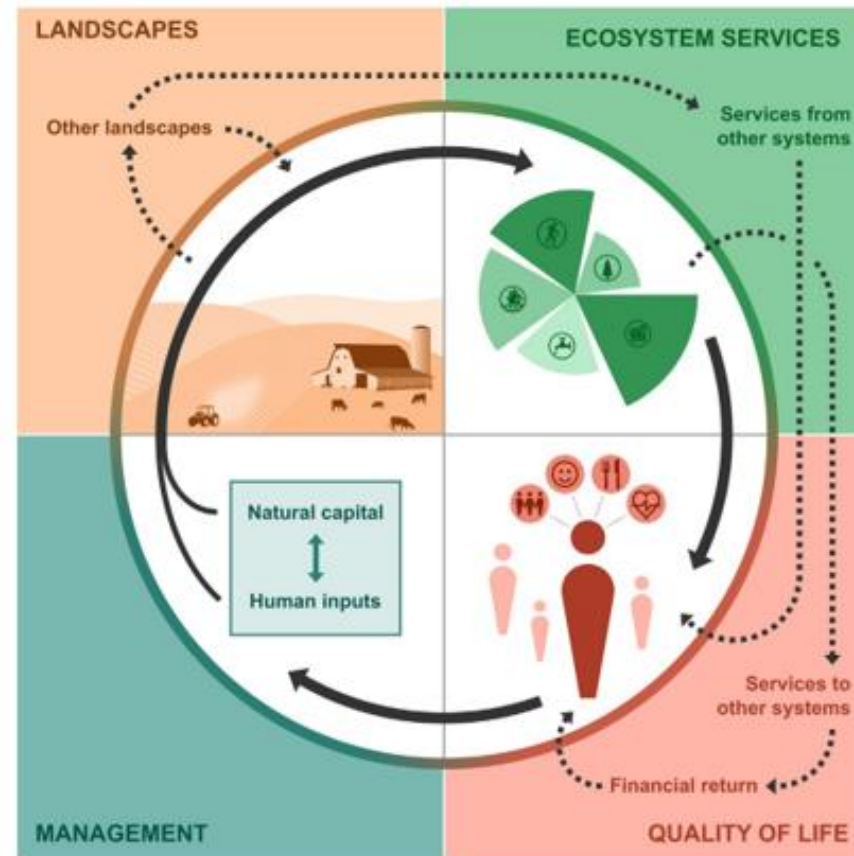 LANDSCAPES
ECOSYSTEM SERVICES
Other landscapes
Services from
other systems
Natural capital
Human inputs
Services to
other systems
Financial return
MANAGEMENT
QUALITY OF LIFE